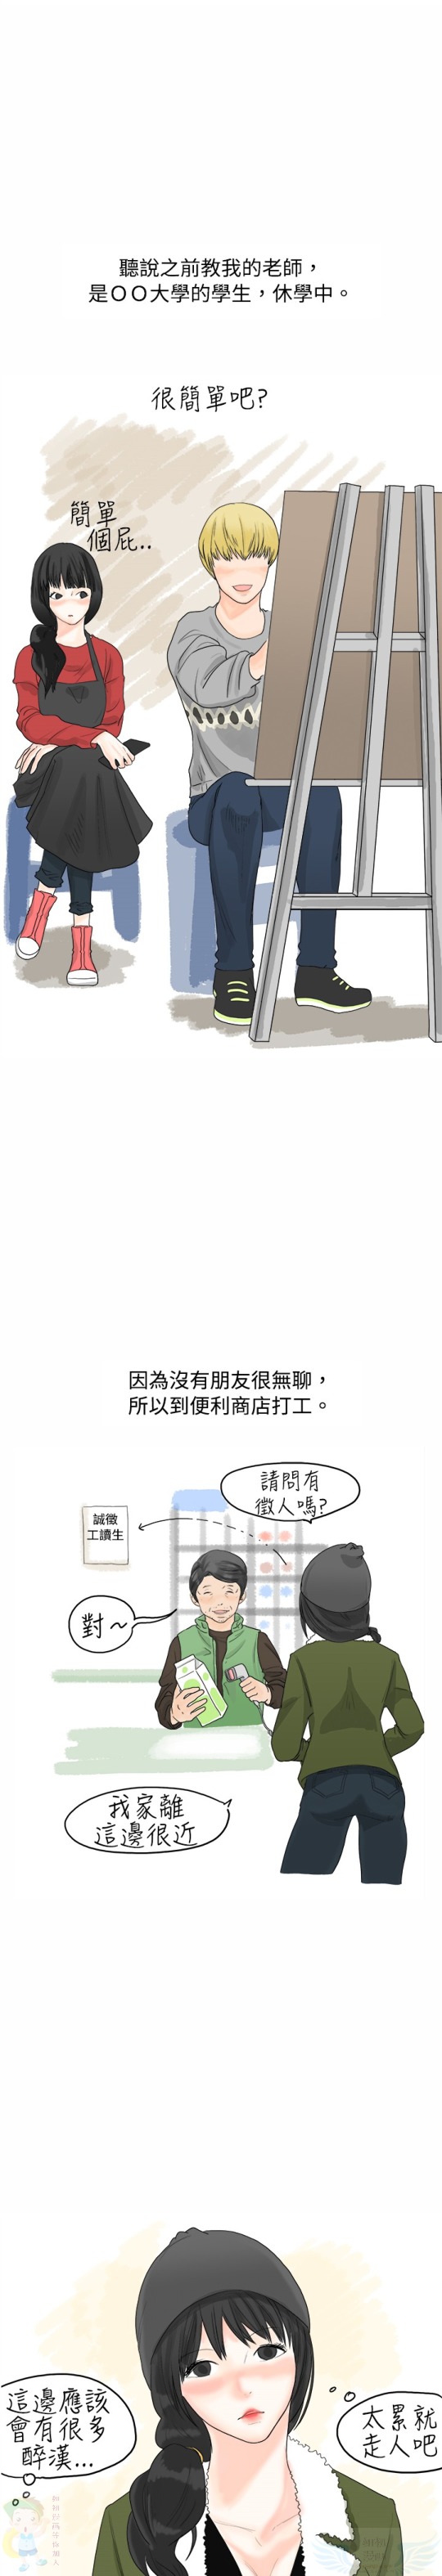 聽說之前教我的老師，
是ＯＯ大學的學生，休學中。
很簡單吧?
簡單
個屁..
因為沒有朋友很無聊，
所以到便利商店打工。
請問有
徵人嗎?
誠徵
工讀生
對～
我家離
這邊很近
這邊應該
會有很多
醉漢...
太累就
走人吧